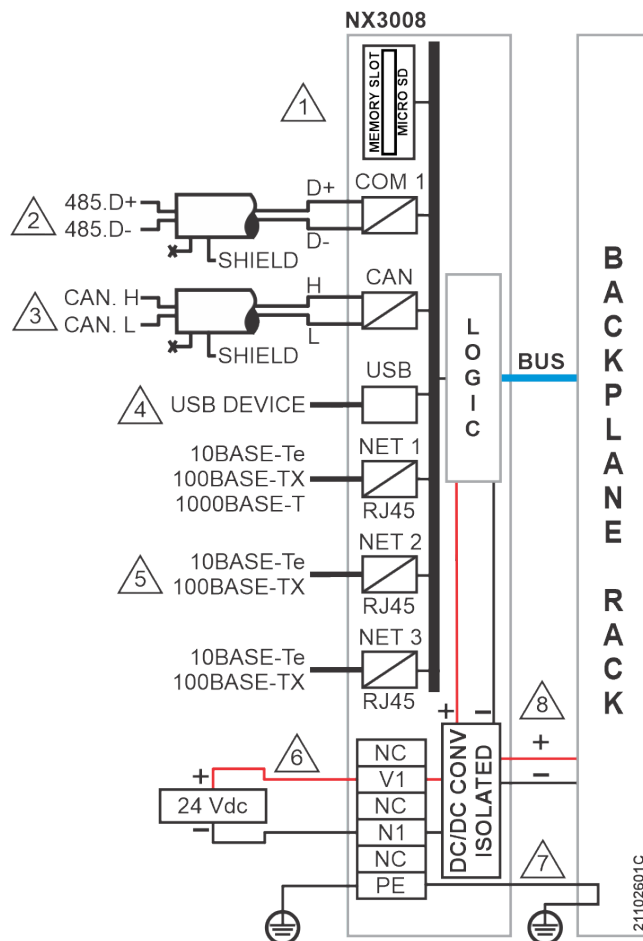 NX3008
1
MEMORY SLOT
MICRO SD
COM 1
2
485.D+
485.D-
D+
D-
SHIELD
CAN
3
CAN. H
CAN. L
H
L
SHIELD
USB
4
USB DEVICE
NET 1
10BASE-Te
100BASE-TX
1000BASE-T
RJ45
NET 2
5
10BASE-Te
100BASE-TX
RJ45
NET 3
10BASE-Te
100BASE-TX
RJ45
LOGIC
BUS
BACKPLANE RACK
+ -
8
+
-
DC/DC CONV
ISOLATED
6
+
24 Vdc
-
NC
V1
NC
N1
NC
PE
7
21102601C